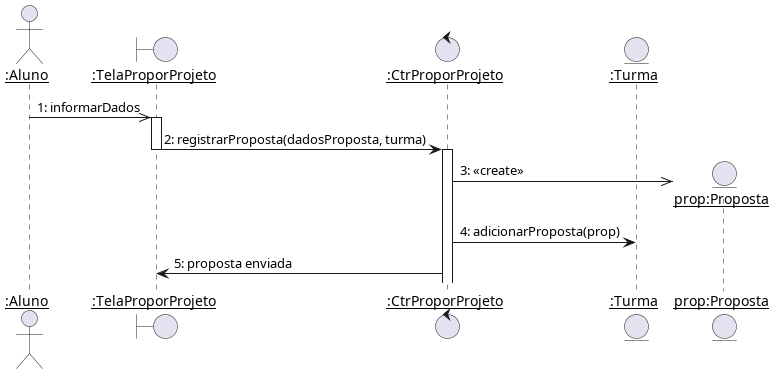 :Aluno
:TelaProporProjeto
:CtrProporProjeto
:Turma
1: informarDados
2: registrarProposta(dadosProposta, turma)
3: «create»
prop:Proposta
4: adicionarProposta(prop)
5: proposta enviada
:Aluno
:TelaProporProjeto
:CtrProporProjeto
:Turma
prop:Proposta